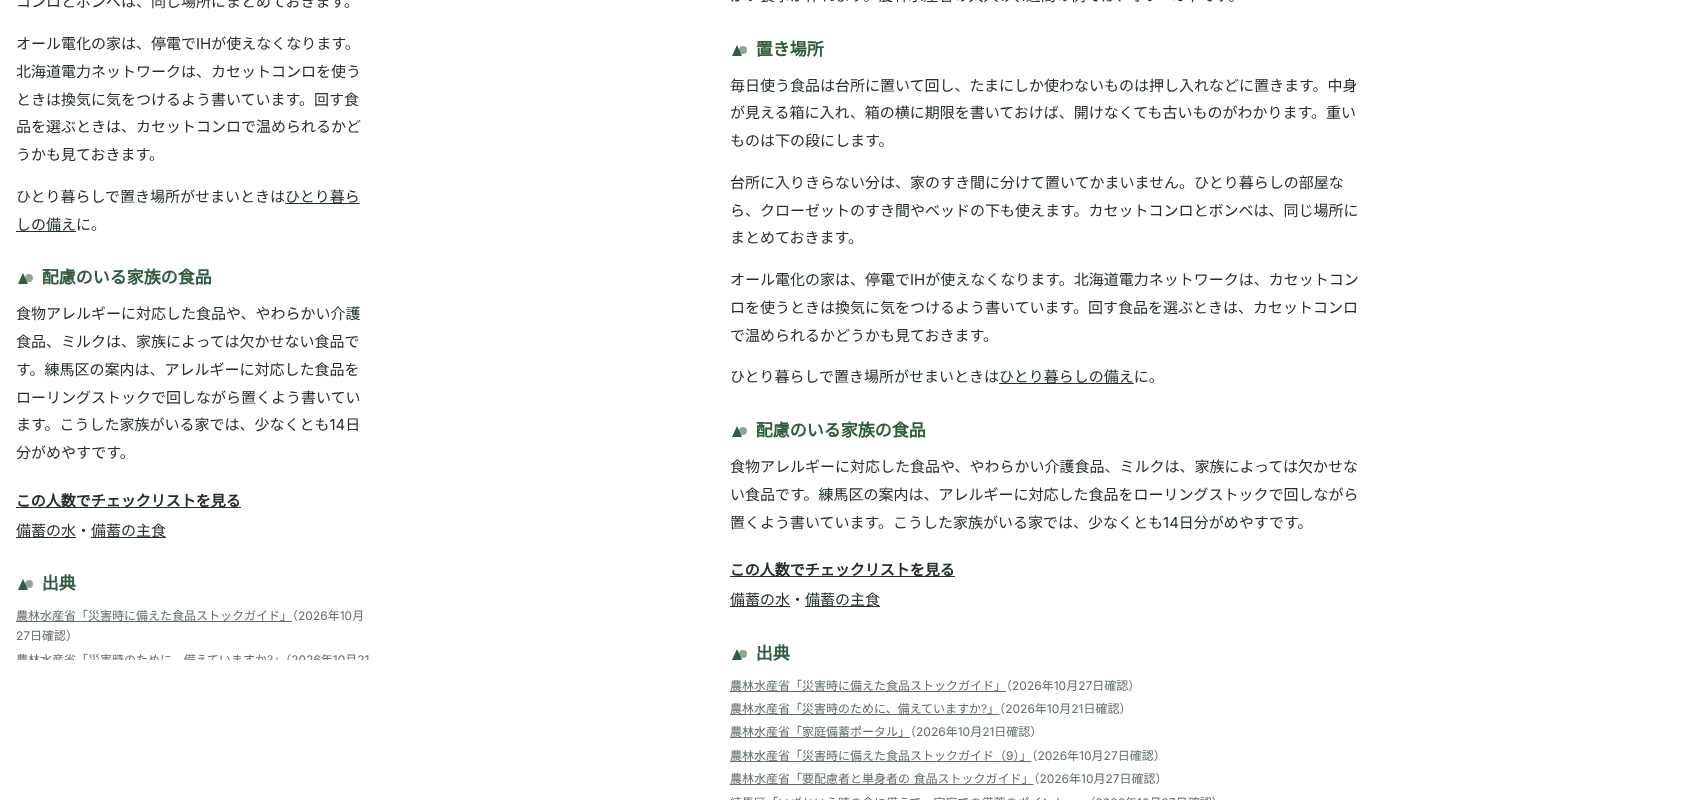 コンロとボンベは、同じ場所にまとめておきます。
オール電化の家は、停電でIHが使えなくなります。
北海道電力ネットワークは、カセットコンロを使う
ときは換気に気をつけるよう書いています。回す食
品を選ぶときは、カセットコンロで温められるかど
うかも見ておきます。
ひとり暮らしで置き場所がせまいときはひとり暮ら
しの備えに。
配慮のいる家族の食品
食物アレルギーに対応した食品や、やわらかい介護
食品、ミルクは、家族によっては欠かせない食品で
す。練馬区の案内は、アレルギーに対応した食品を
ローリングストックで回しながら置くよう書いてい
ます。こうした家族がいる家では、少なくとも14日
分がめやすです。
この人数でチェックリストを見る
備蓄の水・備蓄の主食
出典
農林水産省「災害時に備えた食品ストックガイド」（2026年10月
27日確認）
農林水産省「災害時のために、備えていますか?」（2026年10月21
置き場所
毎日使う食品は台所に置いて回し、たまにしか使わないものは押し入れなどに置きます。中身
が見える箱に入れ、箱の横に期限を書いておけば、開けなくても古いものがわかります。重い
ものは下の段にします。
台所に入りきらない分は、家のすき間に分けて置いてかまいません。ひとり暮らしの部屋な
ら、クローゼットのすき間やベッドの下も使えます。カセットコンロとボンベは、同じ場所に
まとめておきます。
オール電化の家は、停電でIHが使えなくなります。北海道電力ネットワークは、カセットコン
ロを使うときは換気に気をつけるよう書いています。回す食品を選ぶときは、カセットコンロ
で温められるかどうかも見ておきます。
ひとり暮らしで置き場所がせまいときはひとり暮らしの備えに。
配慮のいる家族の食品
食物アレルギーに対応した食品や、やわらかい介護食品、ミルクは、家族によっては欠かせな
い食品です。練馬区の案内は、アレルギーに対応した食品をローリングストックで回しながら
置くよう書いています。こうした家族がいる家では、少なくとも14日分がめやすです。
この人数でチェックリストを見る
備蓄の水・備蓄の主食
出典
農林水産省「災害時に備えた食品ストックガイド」（2026年10月27日確認）
農林水産省「災害時のために、備えていますか?」（2026年10月21日確認）
農林水産省「家庭備蓄ポータル」（2026年10月21日確認）
農林水産省「災害時に備えた食品ストックガイド（9）」（2026年10月27日確認）
農林水産省「要配慮者と単身者の 食品ストックガイド」（2026年10月27日確認）